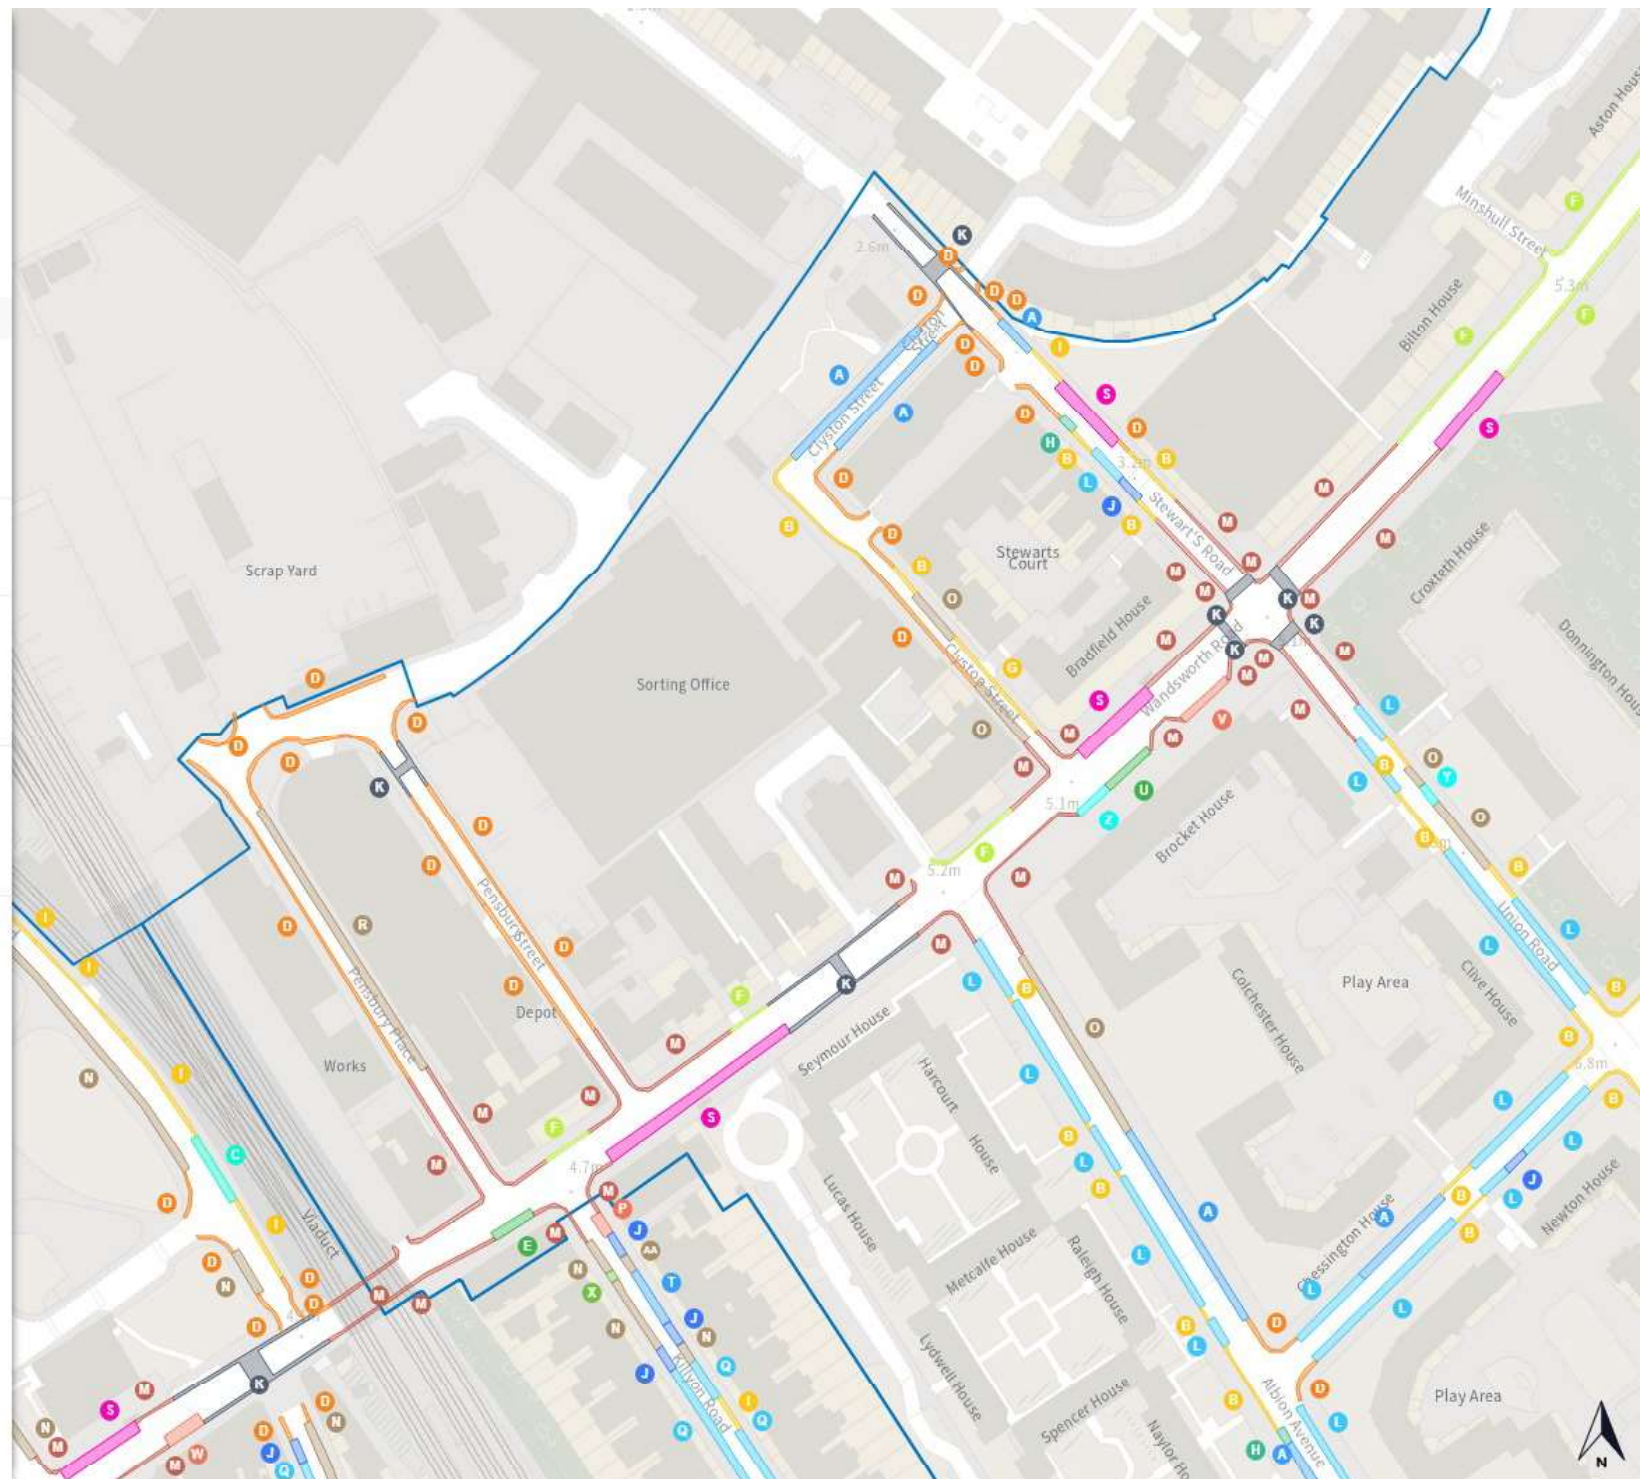 K
2.6m
D
D
D
D
A
Minshull Street
Aston House
F
5.3m
F
Bilton House
F
D
D
I
A
Clyston Street
A
S
D
H
B
D
B
3.2m
L
J
B
S
D
B
D
B
O
D
Stewarts
Court
Stewart'S Road
M
M
M
M
M
K
K
M
K
K
M
M
M
M
M
M
Croxteth House
Donnington House
Scrap Yard
Sorting Office
Bradfield House
Wandsworth Road
Clyston Street
G
O
S
M
M
M
V
M
L
L
B
O
Y
O
B
B
D
D
D
D
K
D
D
D
R
D
D
Pensbury Street
Pensbury Place
Depot
Works
5.1m
U
Z
Brocket House
5.2m
F
M
M
M
K
L
B
O
F
M
Seymour House
Harcourt
House
S
Colchester House
Play Area
Clive House
Union Road
L
L
B
B
B
L
L
I
I
I
N
C
D
I
Viaduct
M
M
M
F
4.7m
M
P
J
AA
E
M
N
X
T
J
N
N
J
Killyon Road
Q
I
Q
Q
Lucas House
Metcalfe House
Raleigh House
Lydwell House
Spencer House
L
B
L
B
L
A
B
L
B
H
A
Albion Avenue
D
D
L
Chessington House
A
L
L
B
B
L
J
Newton House
Play Area
D
N
D
D
D
M
M
K
M
S
N
M
M
W
D
D
N
J
Q
N